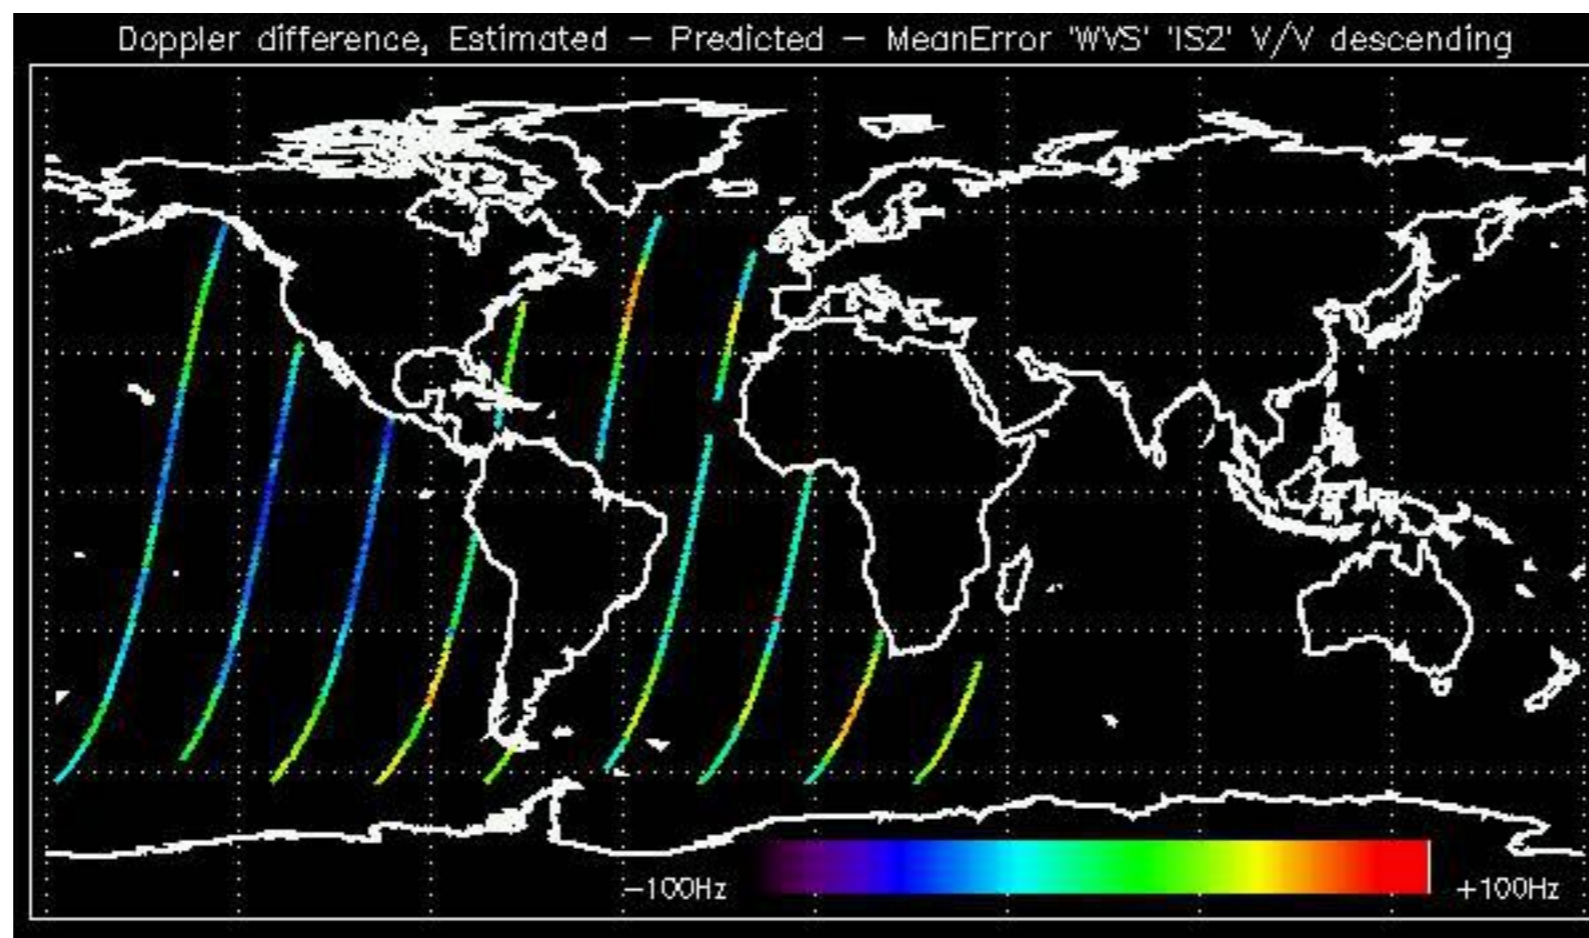 Doppler difference, Estimated – Predicted – MeanError 'WVS' 'IS2' V/V descending
–100Hz +100Hz